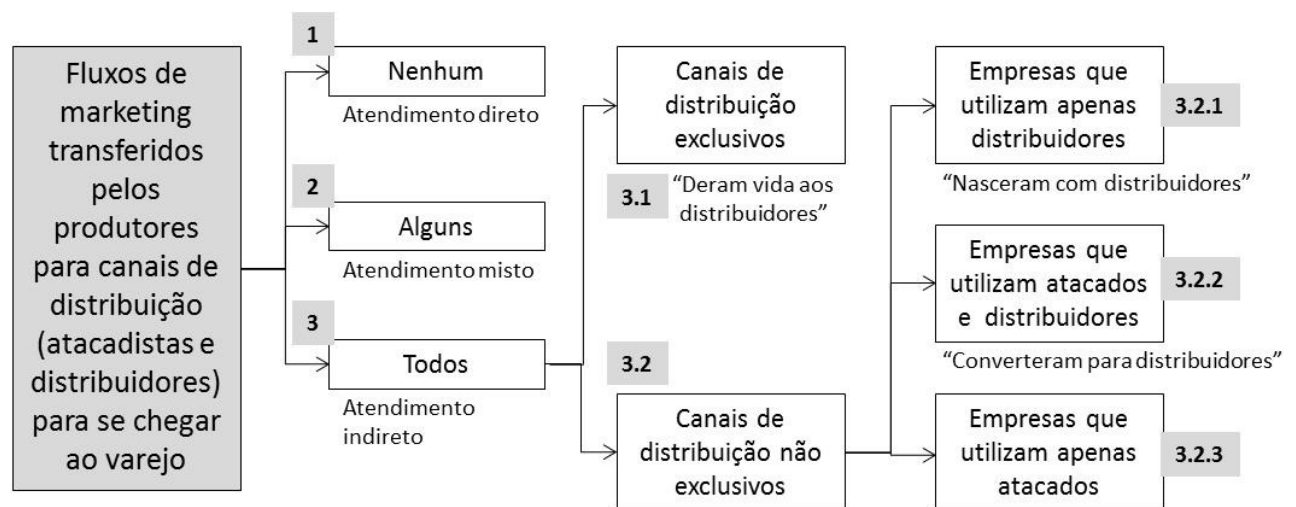 Fluxos de
marketing
transferidos
pelos
produtores
para canais de
distribuição
(atacadistas e
distribuidores)
para se chegar
ao varejo
1
Nenhum
Atendimento direto
2
Alguns
Atendimento misto
3
Todos
Atendimento
indireto
Canais de
distribuição
exclusivos
3.1
“Deram vida aos
distribuidores”
3.2
Canais de
distribuição não
exclusivos
Empresas que
utilizam apenas
distribuidores
3.2.1
“Nasceram com distribuidores”
Empresas que
utilizam atacados
e distribuidores
3.2.2
“Converteram para distribuidores”
Empresas que
utilizam apenas
atacados
3.2.3